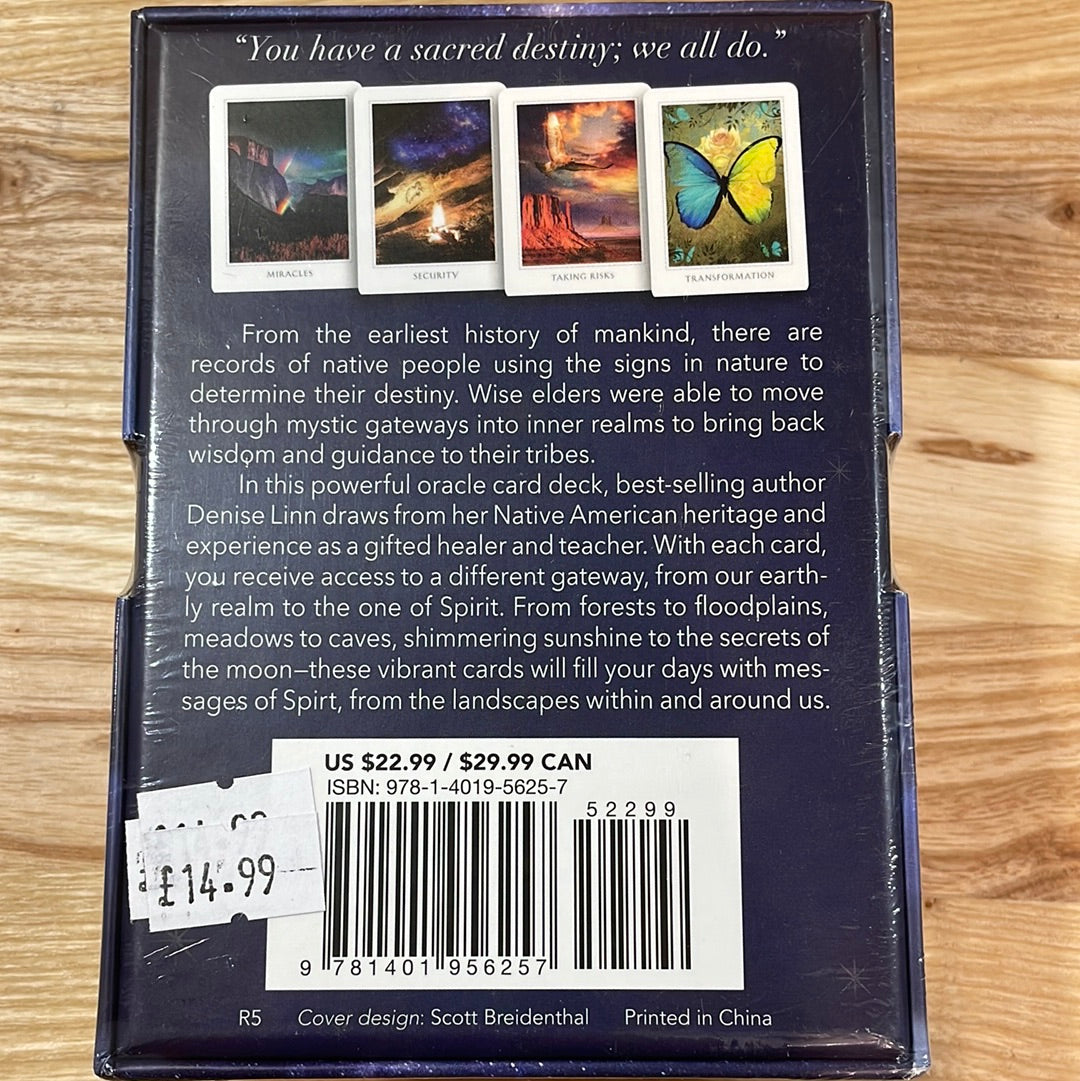 “You have a sacred destiny; we all do.”
MIRACLES
SECURITY
TAKING RISKS
TRANSFORMATION
From the earliest history of mankind, there are
records of native people using the signs in nature to
determine their destiny. Wise elders were able to move
through mystic gateways into inner realms to bring back
wisdom and guidance to their tribes.
In this powerful oracle card deck, best-selling author
Denise Linn draws from her Native American heritage and
experience as a gifted healer and teacher. With each card,
you receive access to a different gateway, from our earth-
ly realm to the one of Spirit. From forests to floodplains,
meadows to caves, shimmering sunshine to the secrets of
the moon—these vibrant cards will fill your days with mes-
sages of Spirt, from the landscapes within and around us.
US $22.99 / $29.99 CAN
ISBN: 978-1-4019-5625-7
52299
£14.99
9 781401 956257
R5 Cover design: Scott Breidenthal Printed in China